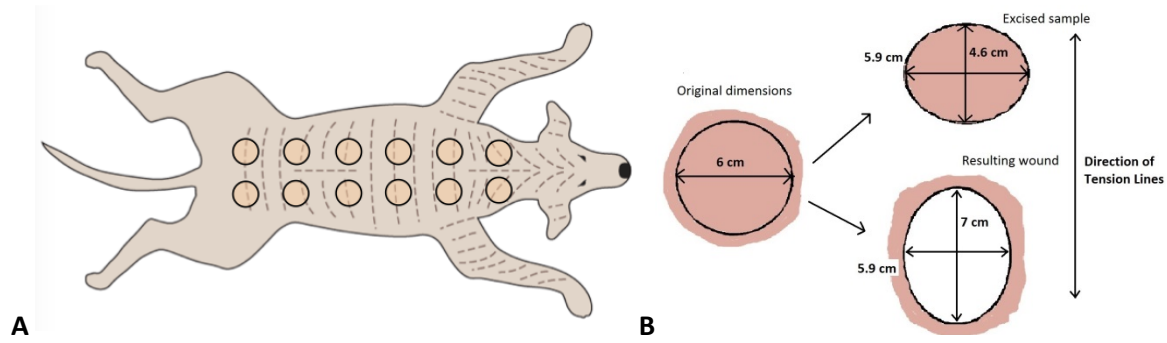 A
B
Original dimensions
6 cm
Excised sample
5.9 cm
4.6 cm
Resulting wound
7 cm
5.9 cm
Direction of
Tension Lines